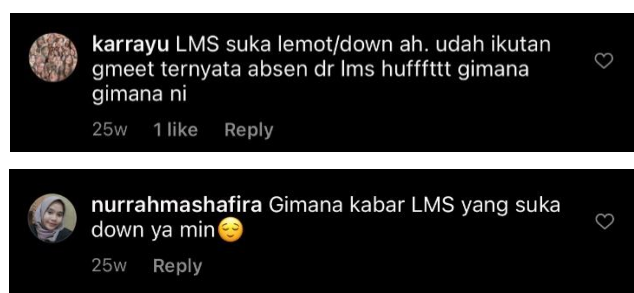 karrayu LMS suka lemot/down ah. udah ikutan
gmeet ternyata absen dr lms hufffttt gimana
gimana ni
25w 1 like Reply
nurrahmashafira Gimana kabar LMS yang suka
down ya min😌
25w Reply